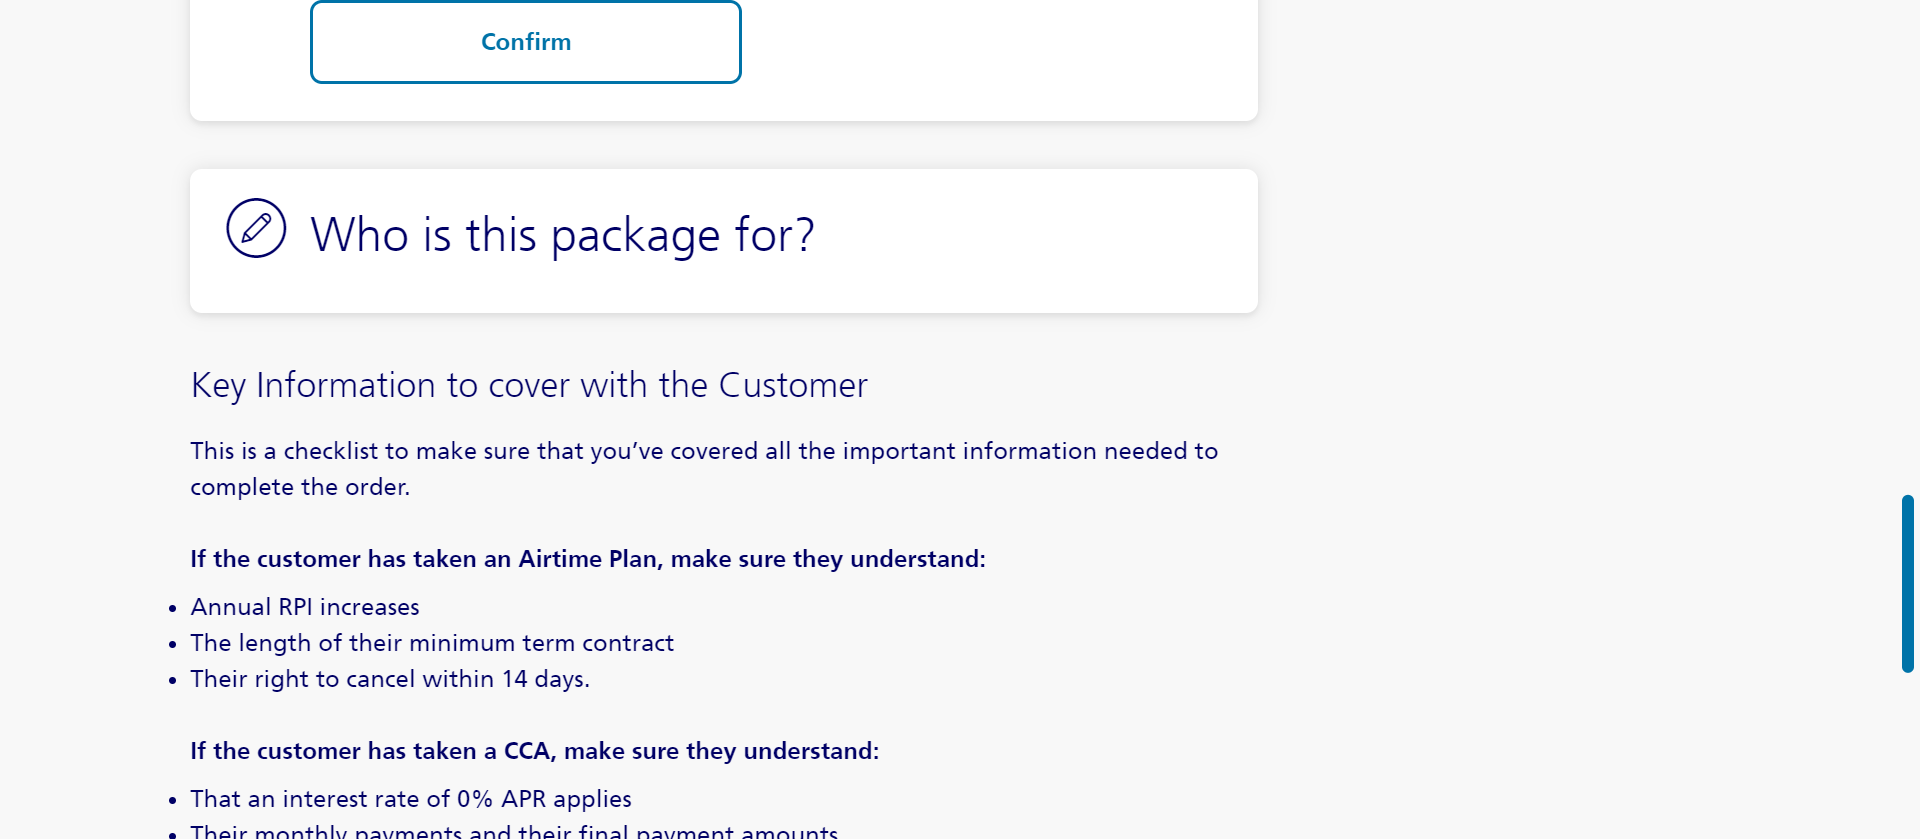 Confirm
Who is this package for?
Key Information to cover with the Customer
This is a checklist to make sure that you’ve covered all the important information needed to
complete the order.
If the customer has taken an Airtime Plan, make sure they understand:
• Annual RPI increases
• The length of their minimum term contract
• Their right to cancel within 14 days.
If the customer has taken a CCA, make sure they understand:
• That an interest rate of 0% APR applies
• Their monthly payments and their final payment amounts